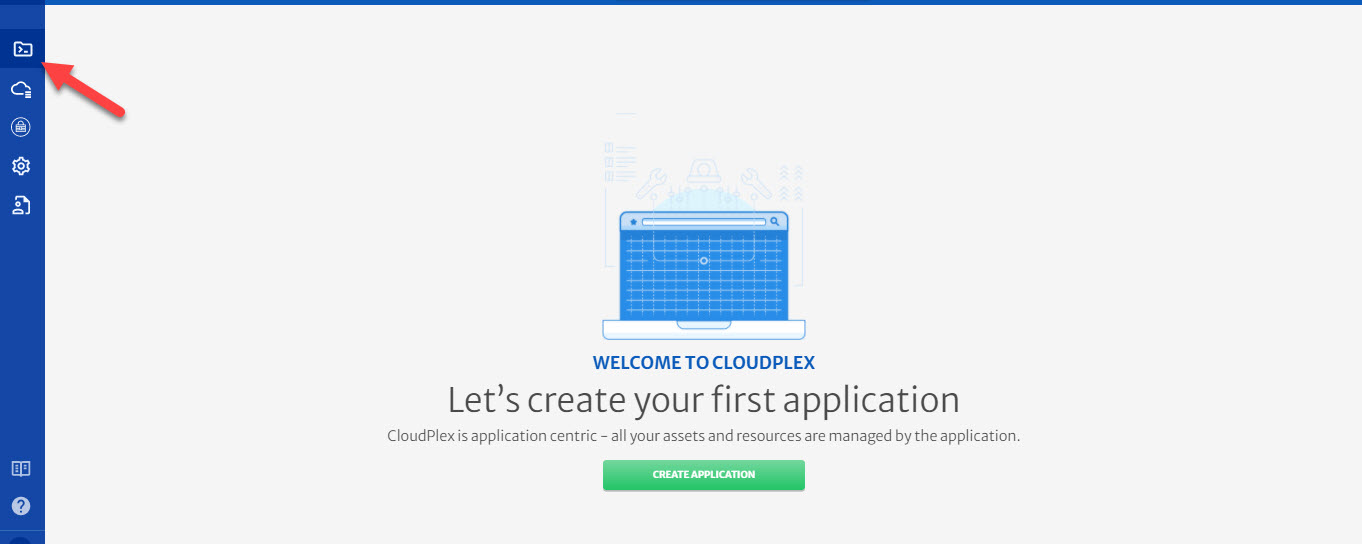 WELCOME TO CLOUDPLEX
Let’s create your first application
CloudPlex is application centric - all your assets and resources are managed by the application.
CREATE APPLICATION